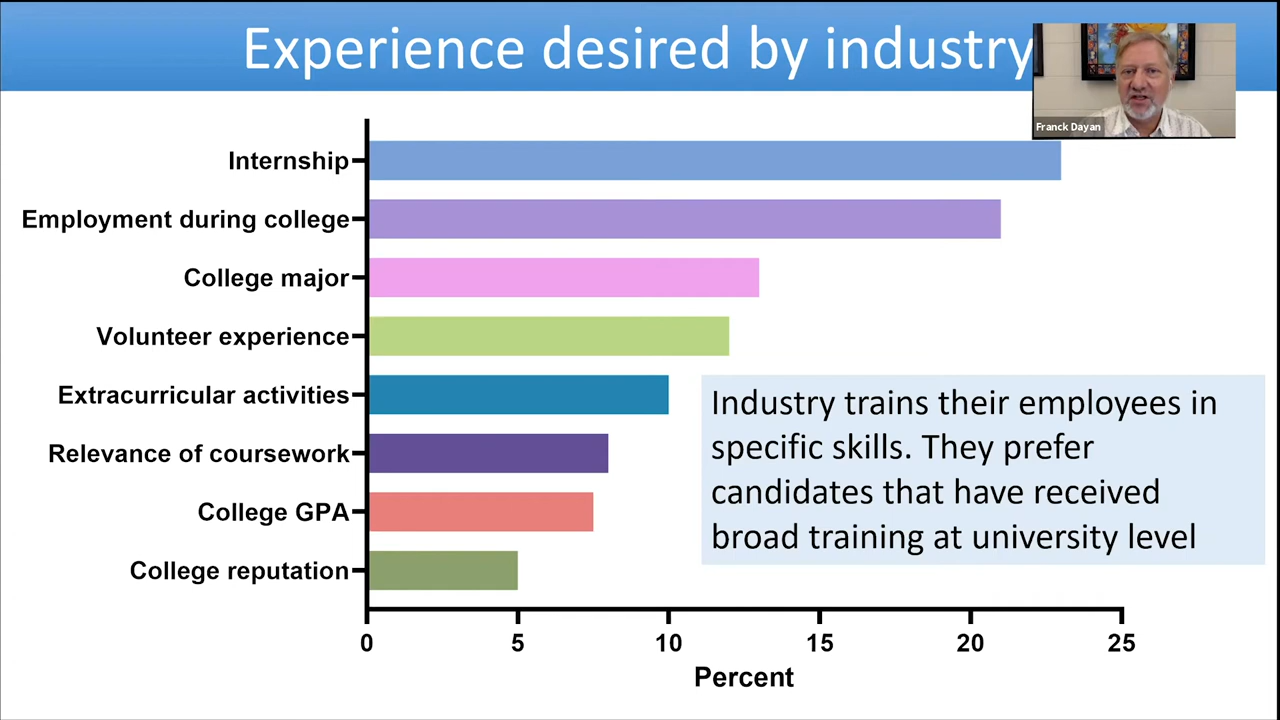 Experience desired by industry
Franck Dayan
Internship
Employment during college
College major
Volunteer experience
Extracurricular activities
Relevance of coursework
College GPA
College reputation
Industry trains their employees in
specific skills. They prefer
candidates that have received
broad training at university level
0 5 10 15 20 25
Percent